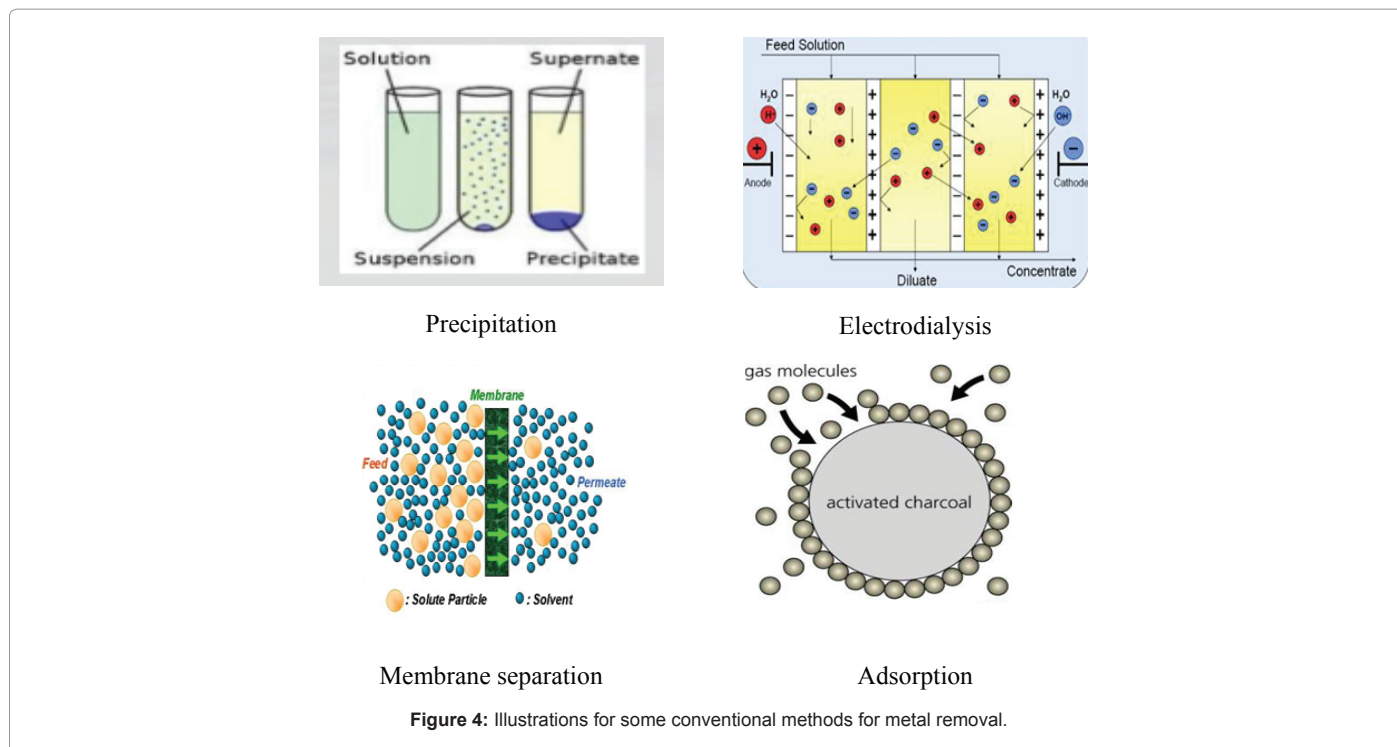 Solution
Supernate
Suspension
Precipitate
Precipitation
Feed Solution
H₂O
H⁺
+
Anode
H₂O
OH⁻
−
Cathode
Concentrate
Diluate
Electrodialysis
Membrane
Feed
Permeate
: Solute Particle
: Solvent
Membrane separation
gas molecules
activated charcoal
Adsorption
Figure 4: Illustrations for some conventional methods for metal removal.